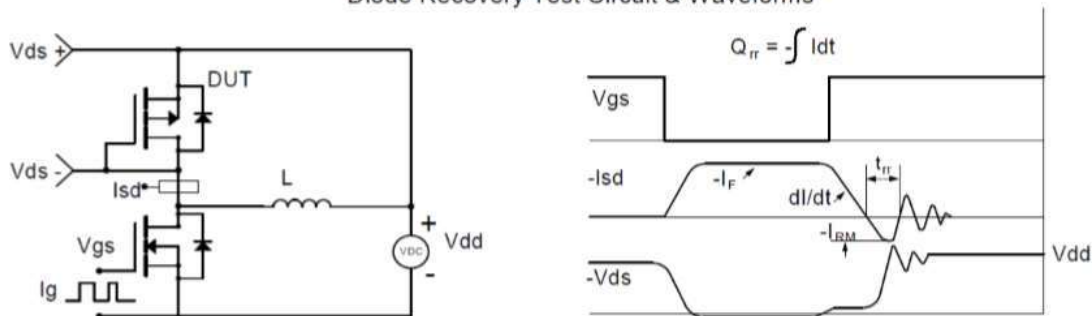 Diode Recovery Test Circuit & Waveforms
Vds +
DUT
Vds -
Isd
L
Vgs
Ig
+
VDC
-
Vdd
Qrr = -∫ Idt
Vgs
-Isd
-IF
dI/dt
trr
-IRM
Vdd
-Vds